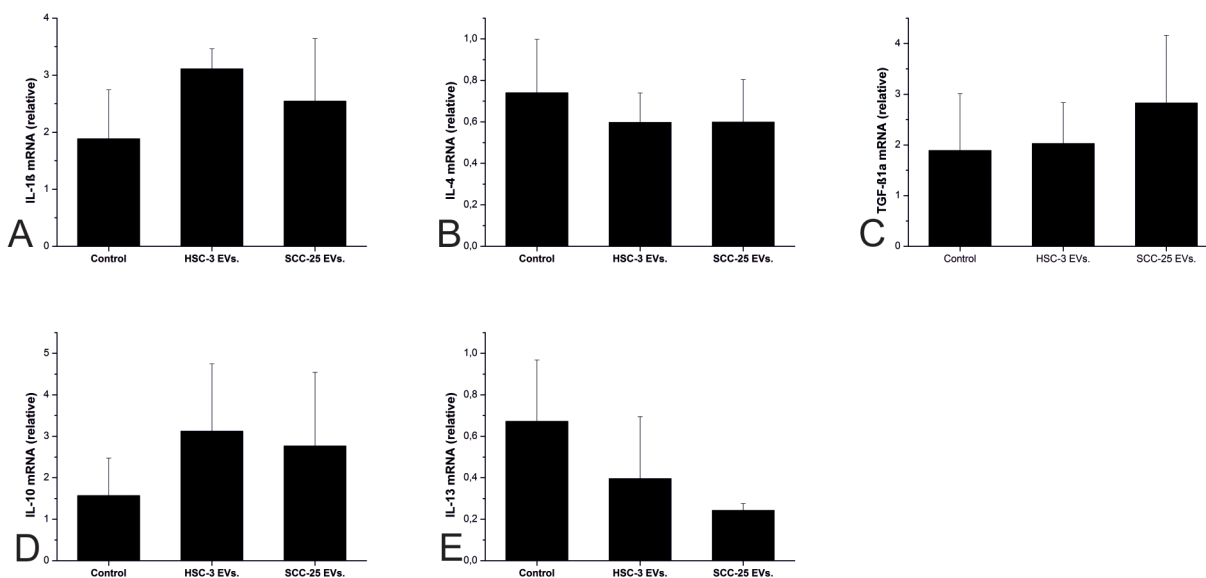 4
3
2
1
0
IL-1ß mRNA (relative)
Control
HSC-3 EVs.
SCC-25 EVs.
A
1,0
0,8
0,6
0,4
0,2
0,0
IL-4 mRNA (relative)
Control
HSC-3 EVs.
SCC-25 EVs.
B
4
3
2
1
0
TGF-ß1a mRNA (relative)
Control
HSC-3 EVs.
SCC-25 EVs.
C
5
4
3
2
1
0
IL-10 mRNA (relative)
Control
HSC-3 EVs.
SCC-25 EVs.
D
1,0
0,8
0,6
0,4
0,2
0,0
IL-13 mRNA (relative)
Control
HSC-3 EVs.
SCC-25 EVs.
E